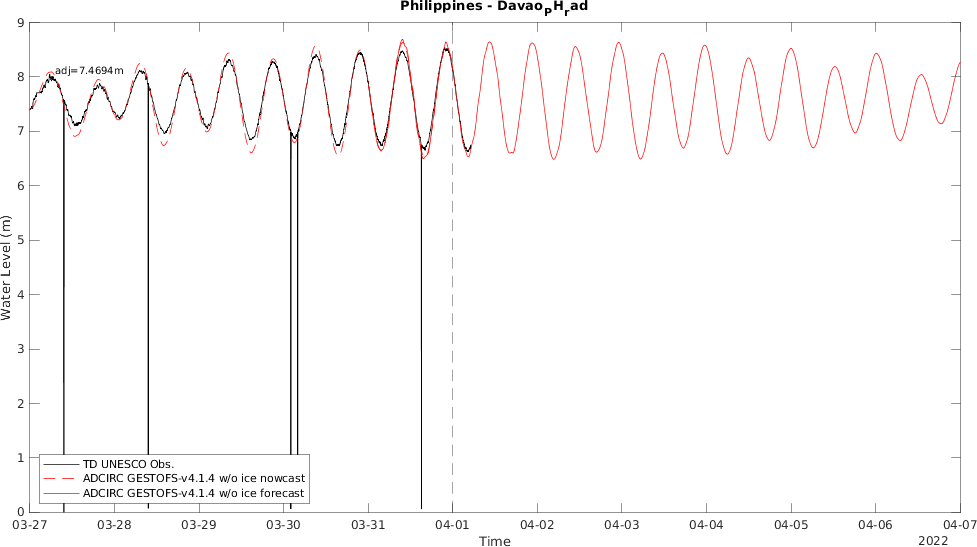 Philippines - Davao_PH_rad
9
8
7
6
5
4
3
2
1
0
Water Level (m)
adj=7.4694m
TD UNESCO Obs.
ADCIRC GESTOFS-v4.1.4 w/o ice nowcast
ADCIRC GESTOFS-v4.1.4 w/o ice forecast
03-27 03-28 03-29 03-30 03-31 04-01 04-02 04-03 04-04 04-05 04-06 04-07
Time
2022